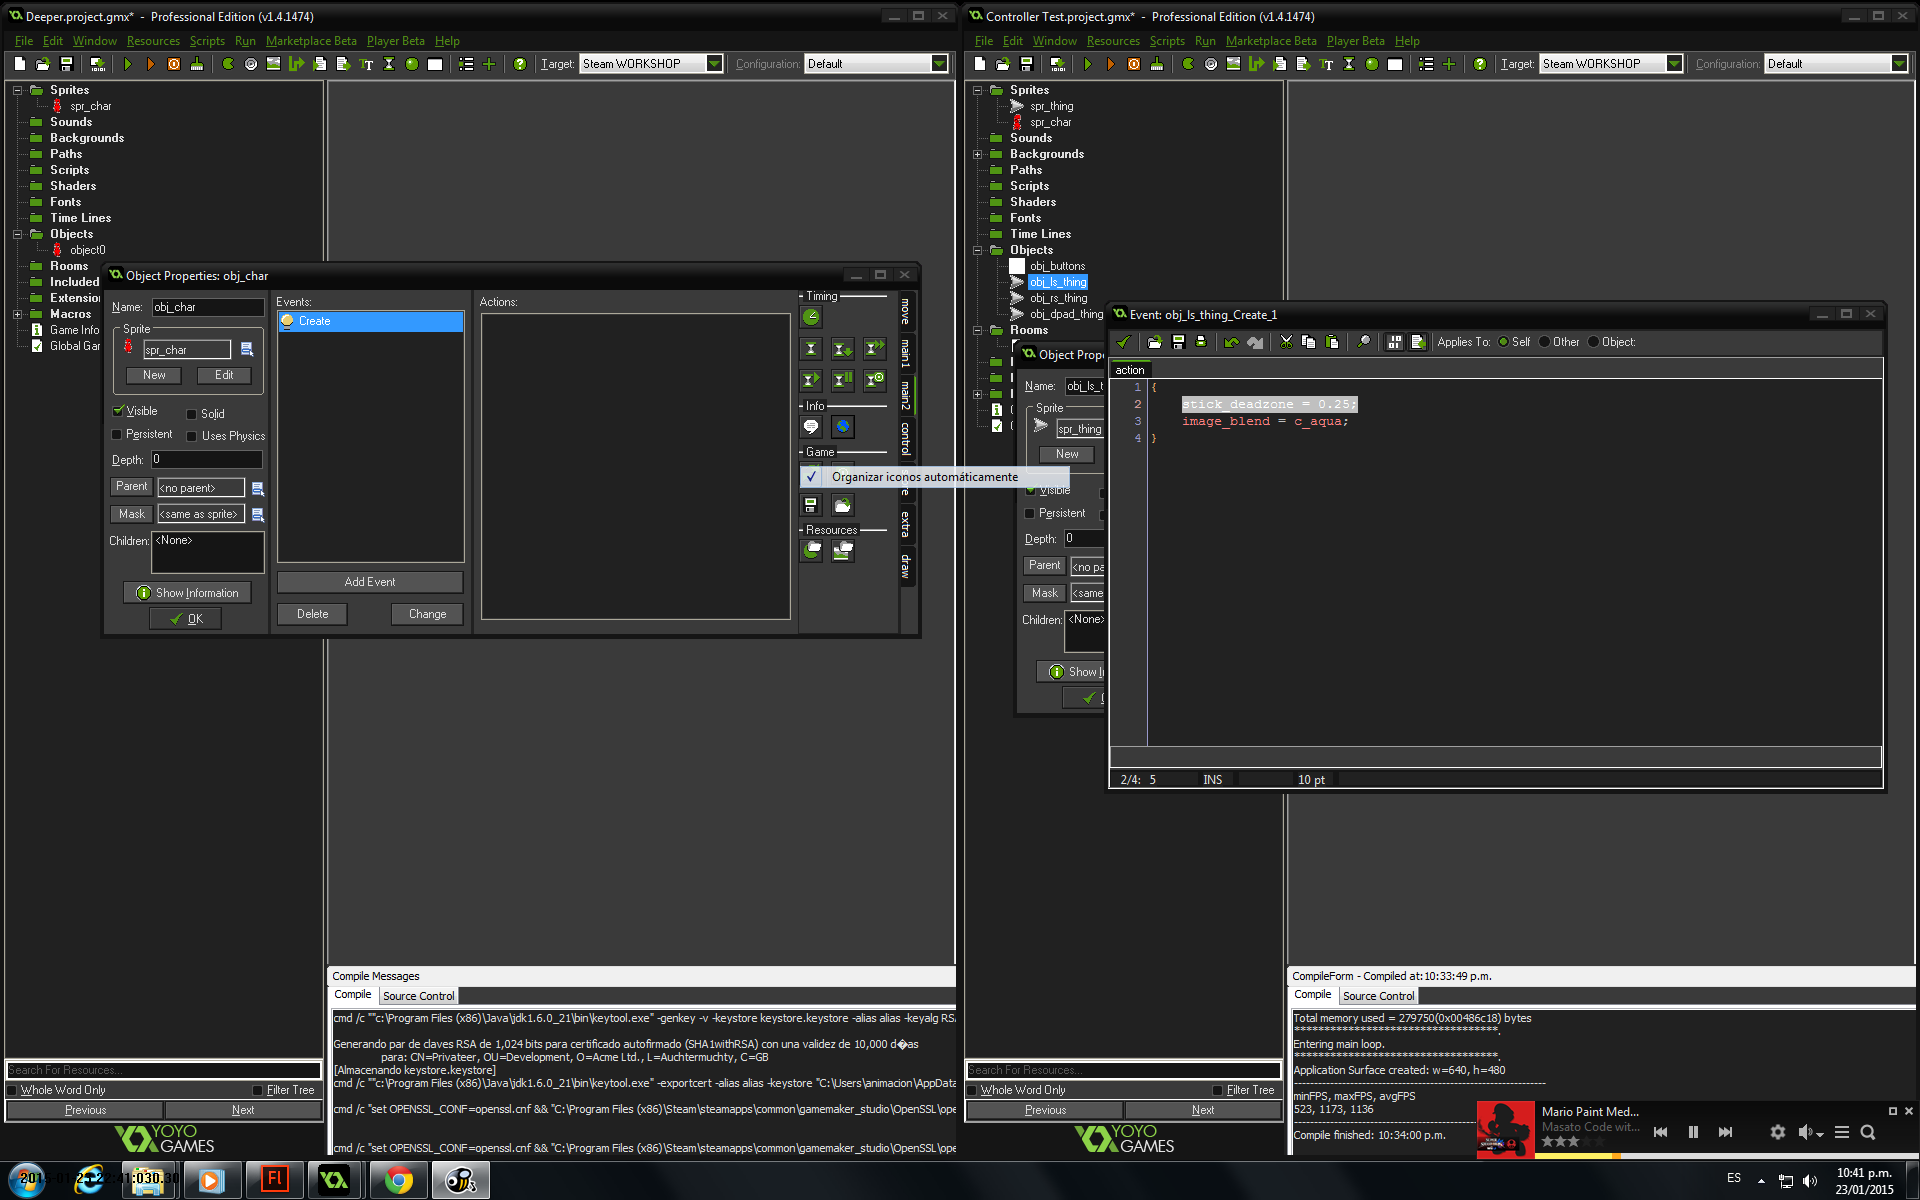 Deeper.project.gmx* - Professional Edition (v1.4.1474)
File Edit Window Resources Scripts Run Marketplace Beta Player Beta Help
Target: Steam WORKSHOP Configuration: Default
Sprites
spr_char
Sounds
Backgrounds
Paths
Scripts
Shaders
Fonts
Time Lines
Objects
object0
Rooms
Included
Extensio
Macros
Game Info
Global Gar
Object Properties: obj_char
Name: obj_char
Sprite
spr_char
New Edit
Visible Solid
Persistent Uses Physics
Depth: 0
Parent <no parent>
Mask <same as sprite>
Children: <None>
Show Information
OK
Events:
Create
Add Event
Delete Change
Actions:
Timing
Info
Game
Resources
move
main1
main2
control
extra
draw
Organizar iconos automáticamente
Compile Messages
Compile Source Control
cmd /c ""c:\Program Files (x86)\Java\jdk1.6.0_21\bin\keytool.exe" -genkey -v -keystore keystore.keystore -alias alias -keyalg RS
Generando par de claves RSA de 1,024 bits para certificado autofirmado (SHA1withRSA) con una validez de 10,000 d�as
para: CN=Privateer, OU=Development, O=Acme Ltd., L=Auchtermuchty, C=GB
[Almacenando keystore.keystore]
cmd /c ""c:\Program Files (x86)\Java\jdk1.6.0_21\bin\keytool.exe" -exportcert -alias alias -keystore "C:\Users\animacion\AppData
cmd /c "set OPENSSL_CONF=openssl.cnf && "C:\Program Files (x86)\Steam\steamapps\common\gamemaker_studio\OpenSSL\ope
cmd /c "set OPENSSL_CONF=openssl.cnf && "C:\Program Files (x86)\Steam\steamapps\common\gamemaker_studio\OpenSSL\ope
Search For Resources...
Whole Word Only Filter Tree
Previous Next
YOYO
GAMES
Controller Test.project.gmx* - Professional Edition (v1.4.1474)
File Edit Window Resources Scripts Run Marketplace Beta Player Beta Help
Target: Steam WORKSHOP Configuration: Default
Sprites
spr_thing
spr_char
Sounds
Backgrounds
Paths
Scripts
Shaders
Fonts
Time Lines
Objects
obj_buttons
obj_ls_thing
obj_rs_thing
obj_dpad_thing
Rooms
Object Prope
Name: obj_ls_t
Sprite
spr_thing
New
Visible
Persistent
Depth: 0
Parent <no pa
Mask <same
Children: <None>
Show I
Event: obj_ls_thing_Create_1
Applies To: Self Other Object:
action
1 {
2 stick_deadzone = 0.25;
3 image_blend = c_aqua;
4 }
2/4: 5 INS 10 pt
CompileForm - Compiled at: 10:33:49 p.m.
Compile Source Control
Total memory used = 279750(0x00486c18) bytes
***********************************.
Entering main loop.
***********************************.
Application Surface created: w=640, h=480
minFPS, maxFPS, avgFPS
523, 1173, 1136
Compile finished: 10:34:00 p.m.
Search For Resources...
Whole Word Only Filter Tree
Previous Next
YOYO
GAMES
Mario Paint Med...
Masato Code wit...
Fl
ES
10:41 p.m.
23/01/2015